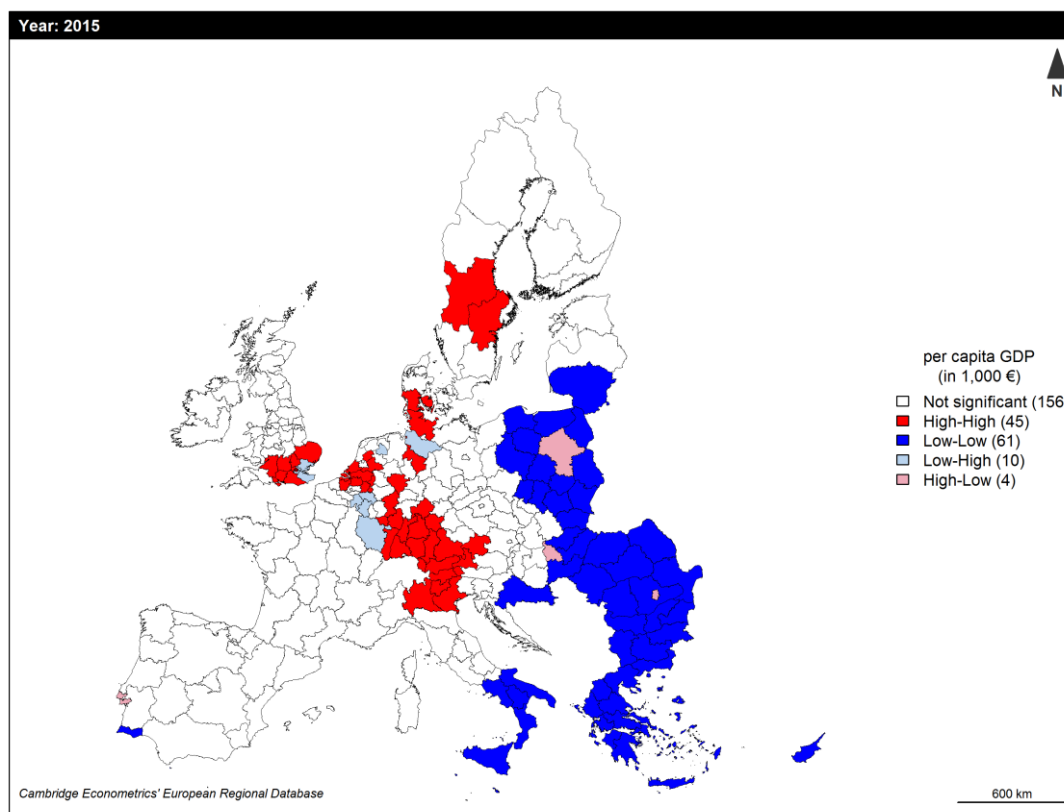 Year: 2015
N
per capita GDP
(in 1,000 €)
Not significant (156
High-High (45)
Low-Low (61)
Low-High (10)
High-Low (4)
Cambridge Econometrics' European Regional Database
600 km